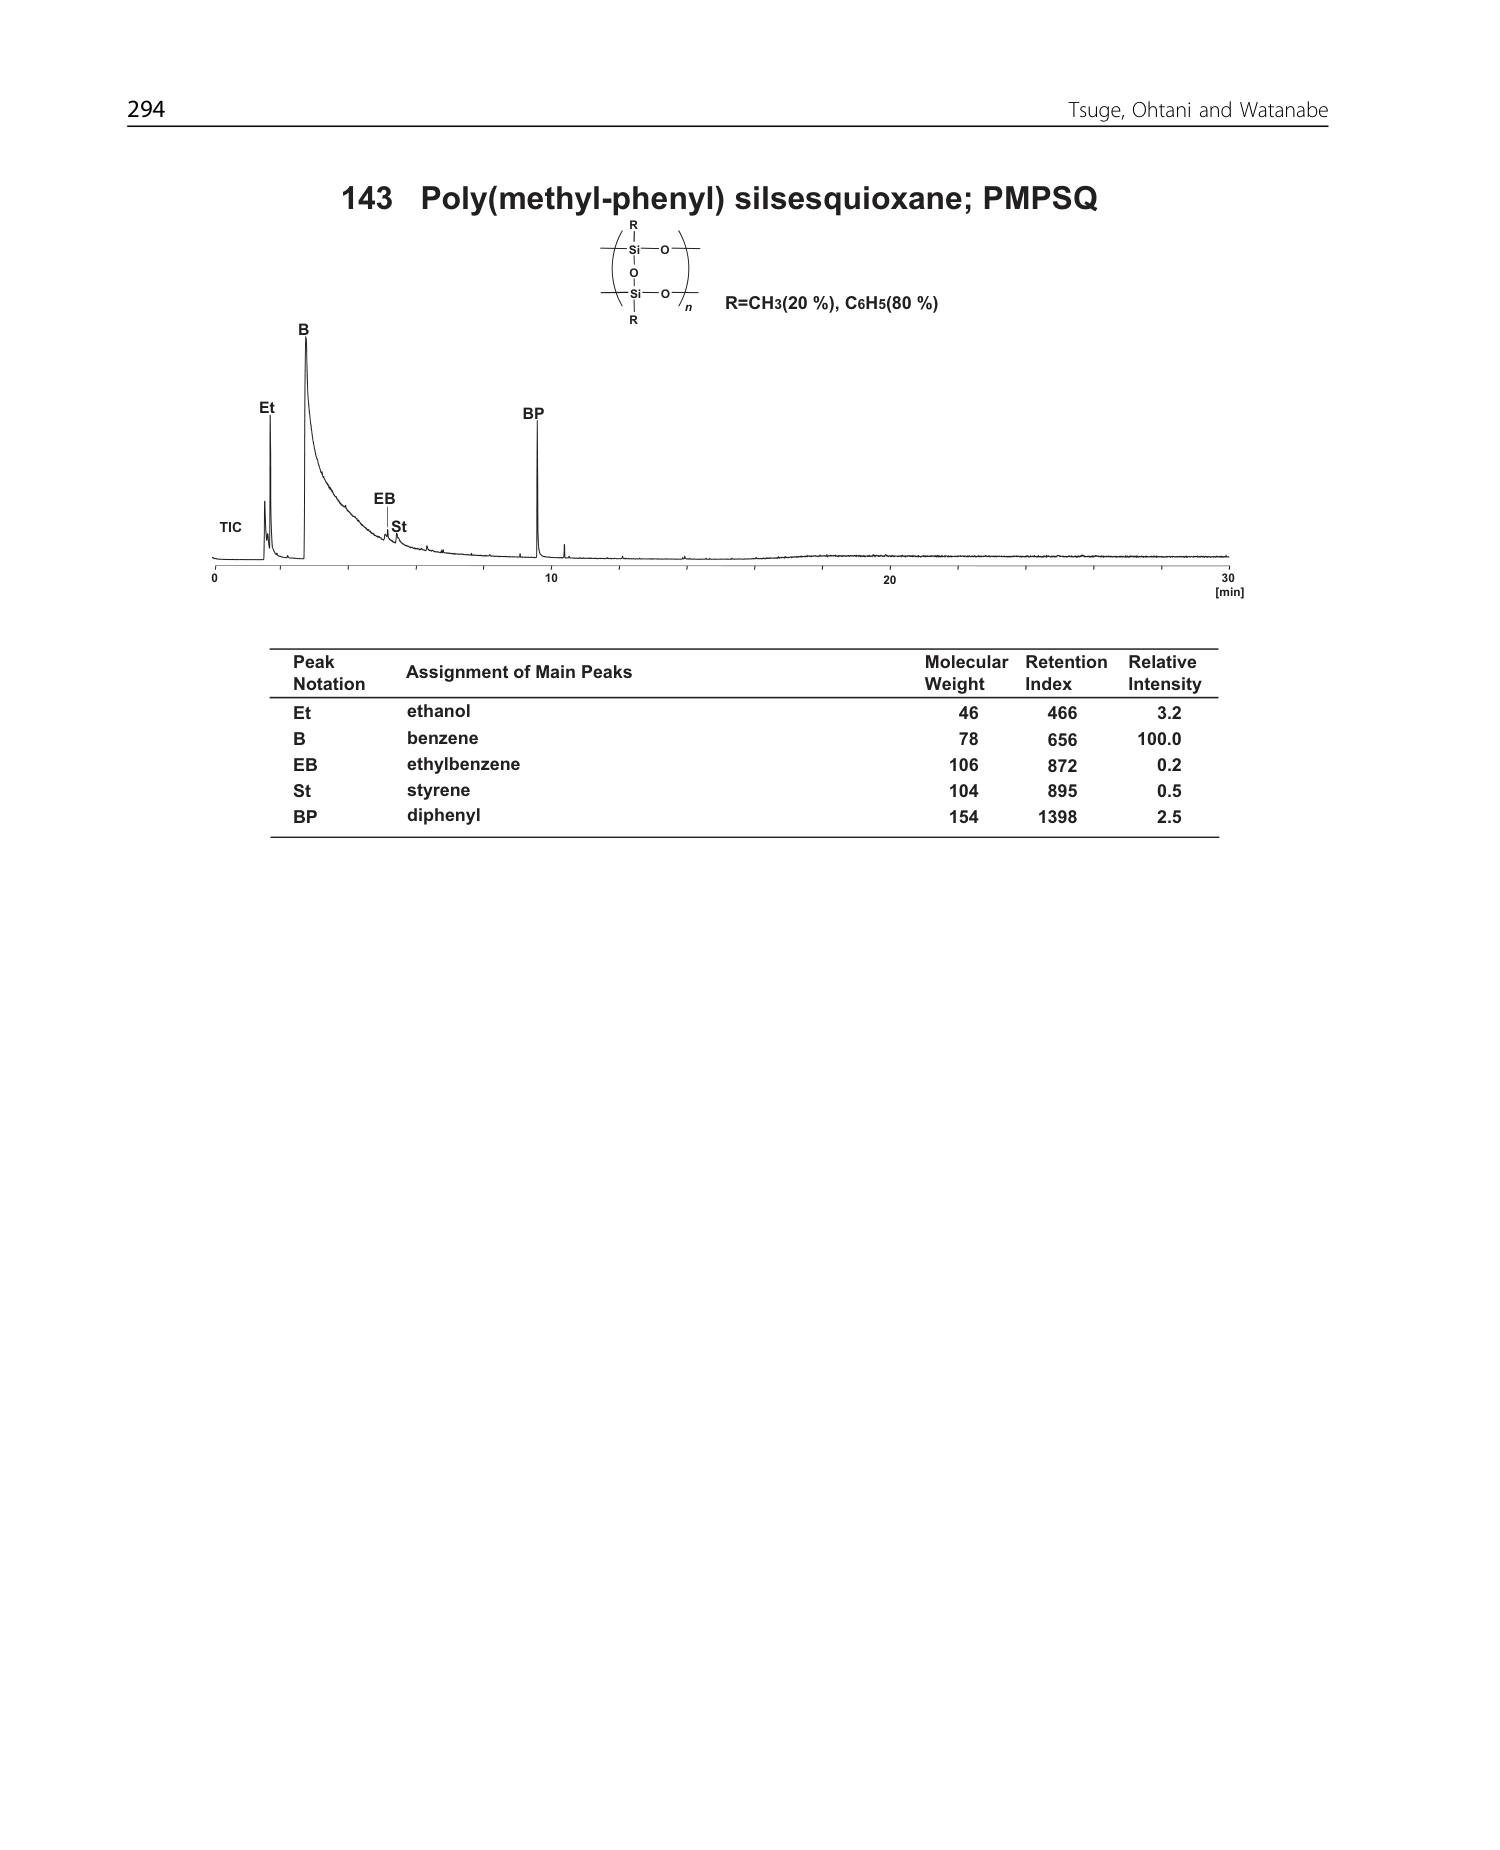 294
Tsuge, Ohtani and Watanabe
143 Poly(methyl-phenyl) silsesquioxane; PMPSQ
R
Si O
O
Si O
n
R
R=CH3(20 %), C6H5(80 %)
B
Et
BP
EB
St
TIC
0
10
20
30
[min]
Peak Notation
Assignment of Main Peaks
Molecular Weight
Retention Index
Relative Intensity
Et ethanol 46 466 3.2
B benzene 78 656 100.0
EB ethylbenzene 106 872 0.2
St styrene 104 895 0.5
BP diphenyl 154 1398 2.5